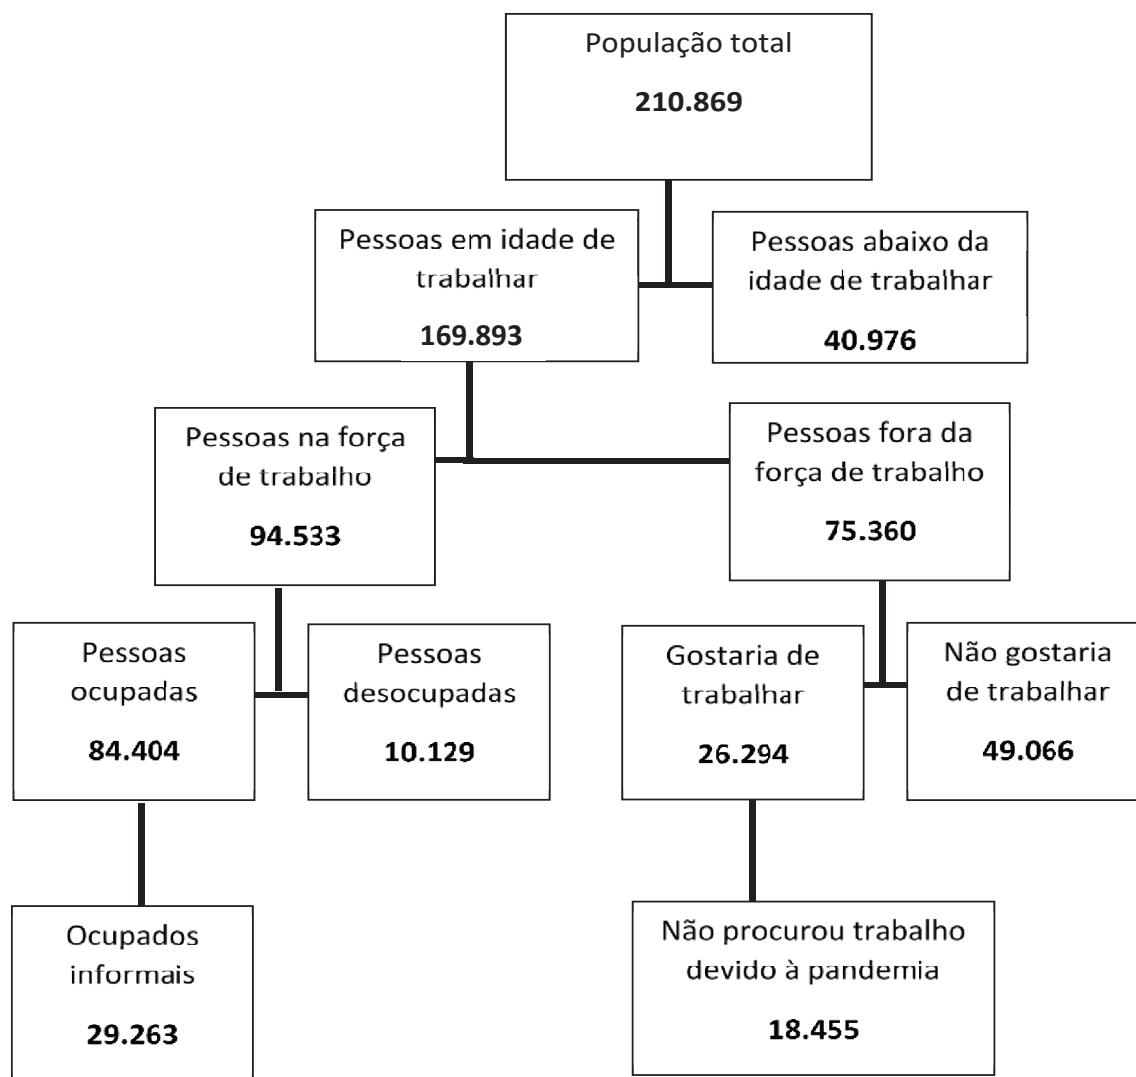 População total
210.869
Pessoas em idade de
trabalhar
169.893
Pessoas abaixo da
idade de trabalhar
40.976
Pessoas na força
de trabalho
94.533
Pessoas fora da
força de trabalho
75.360
Pessoas
ocupadas
84.404
Pessoas
desocupadas
10.129
Gostaria de
trabalhar
26.294
Não gostaria
de trabalhar
49.066
Ocupados
informais
29.263
Não procurou trabalho
devido à pandemia
18.455